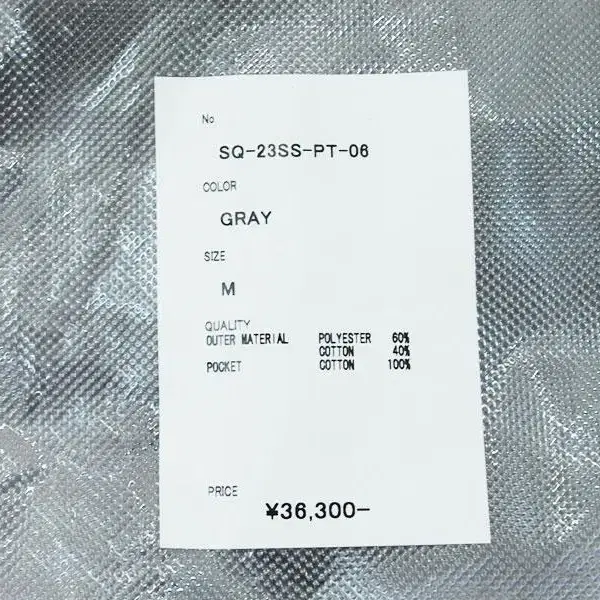 No
SQ-23SS-PT-06
COLOR
GRAY
SIZE
M
QUALITY
OUTER MATERIAL POLYESTER 60%
COTTON 40%
POCKET COTTON 100%
PRICE
¥36,300-